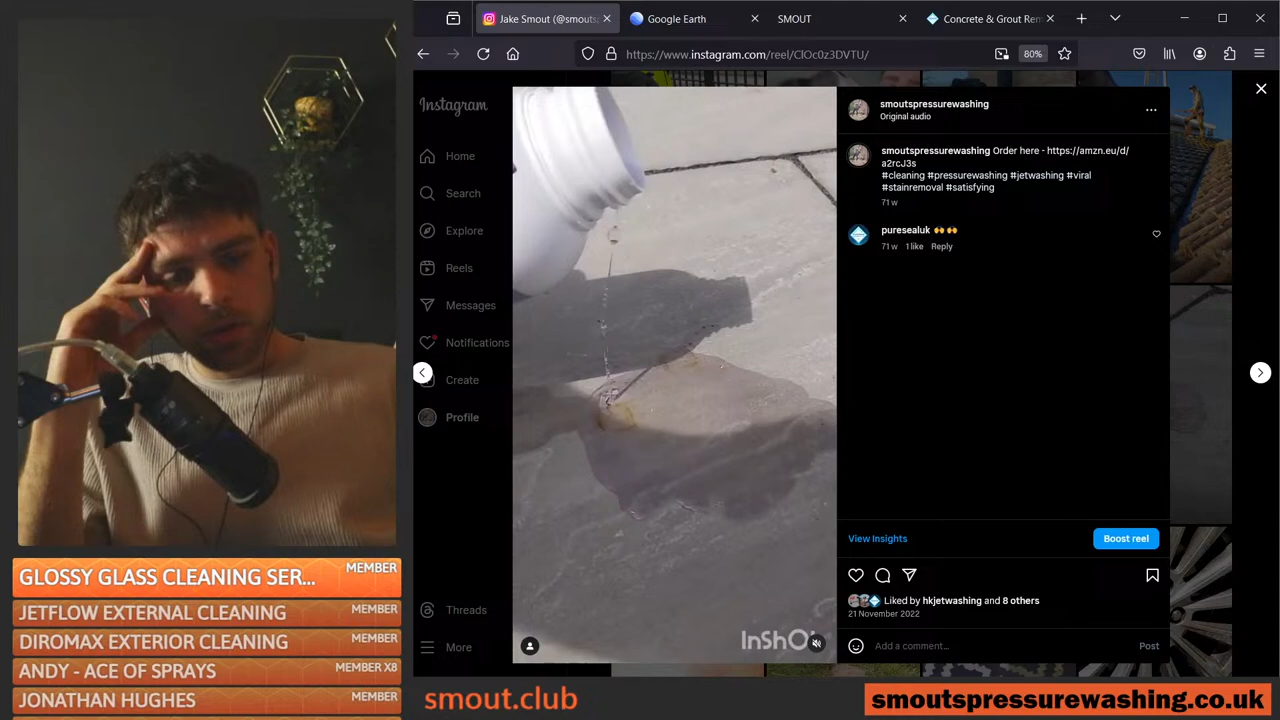 Jake Smout (@smouts
Google Earth
SMOUT
Concrete & Grout Rem
https://www.instagram.com/reel/ClOc0z3DVTU/
80%
Instagram
Home
Search
Explore
Reels
Messages
Notifications
Create
Profile
Threads
More
InShO
smoutspressurewashing
Original audio
smoutspressurewashing Order here - https://amzn.eu/d/
a2rcJ3s
#cleaning #pressurewashing #jetwashing #viral
#stainremoval #satisfying
71 w
puresealuk 🙌 🙌
71 w 1 like Reply
View Insights
Boost reel
Liked by hkjetwashing and 8 others
21 November 2022
Add a comment...
Post
GLOSSY GLASS CLEANING SER... MEMBER
JETFLOW EXTERNAL CLEANING MEMBER
DIROMAX EXTERIOR CLEANING MEMBER
ANDY - ACE OF SPRAYS MEMBER X8
JONATHAN HUGHES MEMBER
smout.club
smoutspressurewashing.co.uk